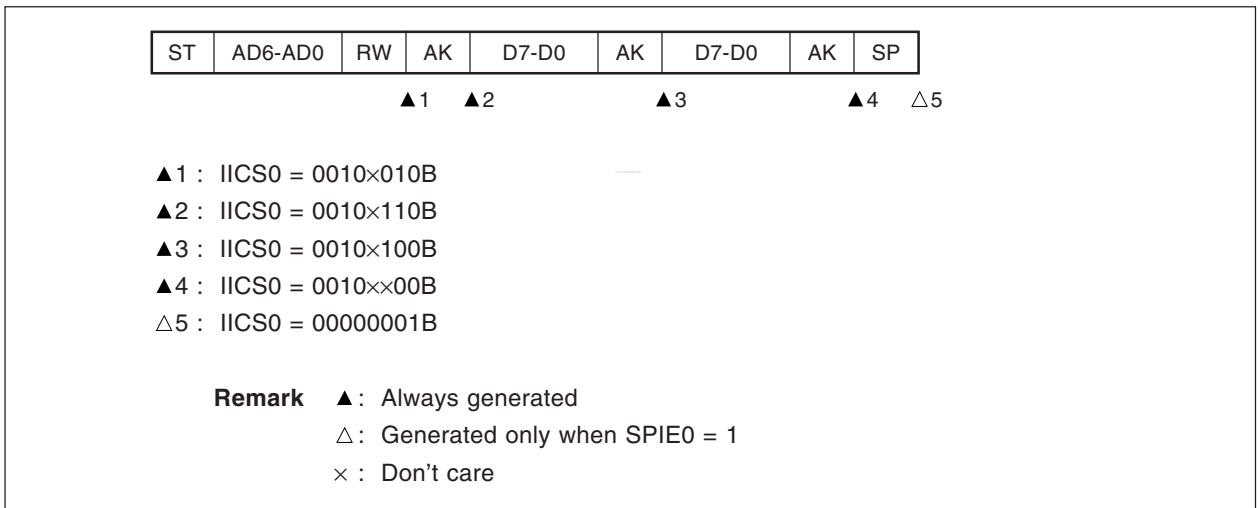 ST AD6-AD0 RW AK D7-D0 AK D7-D0 AK SP
▲1 ▲2 ▲3 ▲4 △5
▲1 : IICS0 = 0010×010B
▲2 : IICS0 = 0010×110B
▲3 : IICS0 = 0010×100B
▲4 : IICS0 = 0010××00B
△5 : IICS0 = 00000001B
Remark ▲ : Always generated
△ : Generated only when SPIE0 = 1
× : Don't care